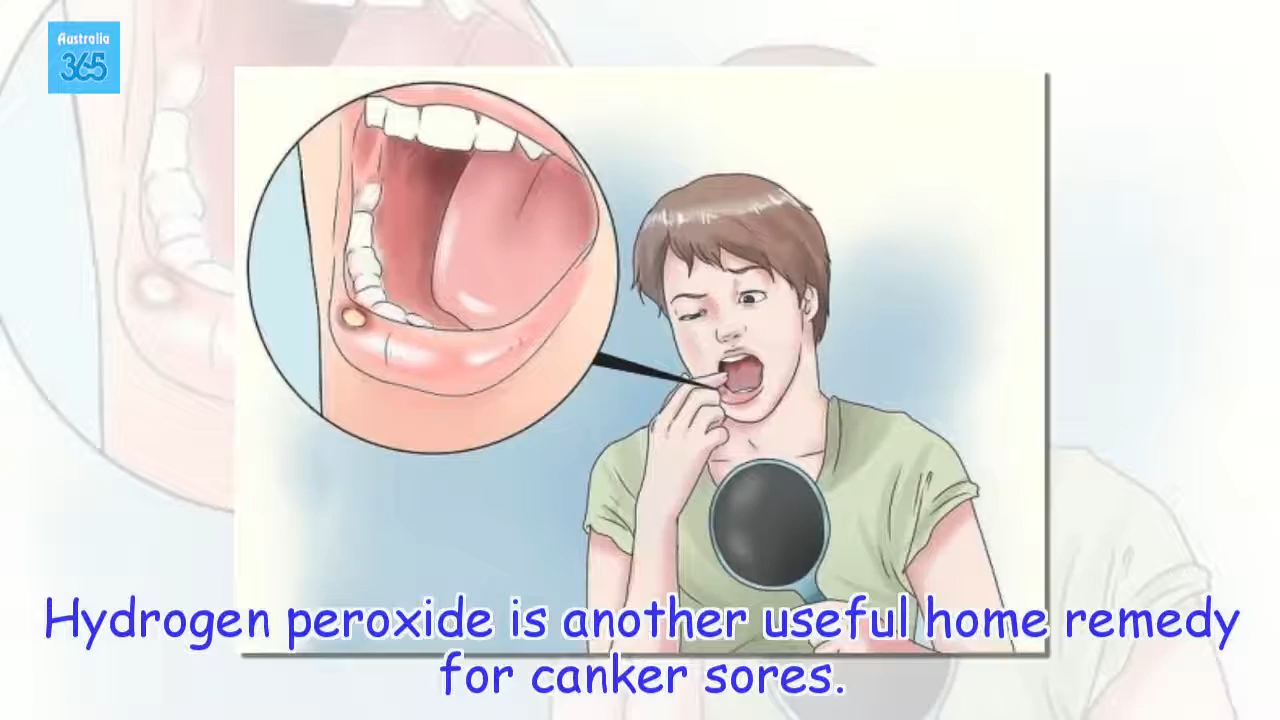 Australia
365
Hydrogen peroxide is another useful home remedy
for canker sores.